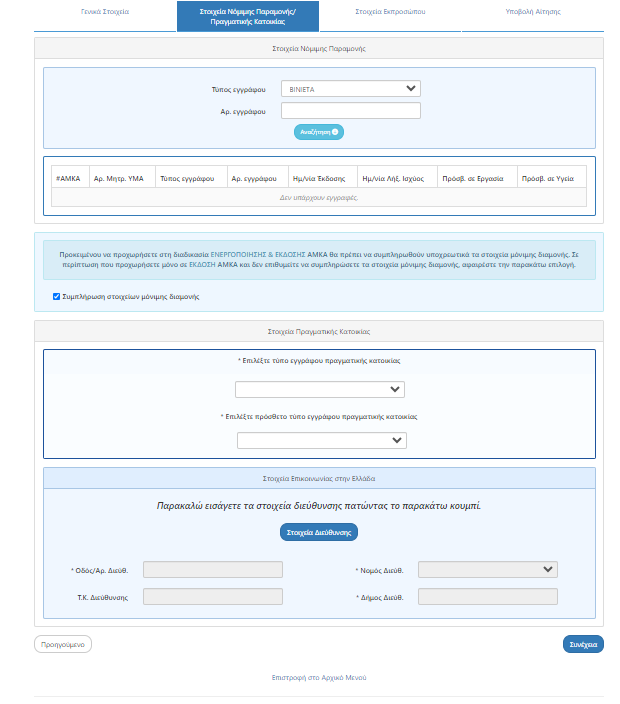 Γενικά Στοιχεία
Στοιχεία Νόμιμης Παραμονής/
Πραγματικής Κατοικίας
Στοιχεία Εκπροσώπου
Υποβολή Αίτησης
Στοιχεία Νόμιμης Παραμονής
Τύπος εγγράφου ΒΙΝΙΕΤΑ
Αρ. εγγράφου
Αναζήτηση
#ΑΜΚΑ Αρ. Μητρ. ΥΜΑ Τύπος εγγράφου Αρ. εγγράφου Ημ/νία Έκδοσης Ημ/νία Λήξ. Ισχύος Πρόσβ. σε Εργασία Πρόσβ. σε Υγεία
Δεν υπάρχουν εγγραφές.
Προκειμένου να προχωρήσετε στη διαδικασία ΕΝΕΡΓΟΠΟΙΗΣΗΣ & ΕΚΔΟΣΗΣ ΑΜΚΑ θα πρέπει να συμπληρωθούν υποχρεωτικά τα στοιχεία μόνιμης διαμονής. Σε
περίπτωση που προχωρήσετε μόνο σε ΕΚΔΟΣΗ ΑΜΚΑ και δεν επιθυμείτε να συμπληρώσετε τα στοιχεία μόνιμης διαμονής, αφαιρέστε την παρακάτω επιλογή.
Συμπλήρωση στοιχείων μόνιμης διαμονής
Στοιχεία Πραγματικής Κατοικίας
* Επιλέξτε τύπο εγγράφου πραγματικής κατοικίας
* Επιλέξτε πρόσθετο τύπο εγγράφου πραγματικής κατοικίας
Στοιχεία Επικοινωνίας στην Ελλάδα
Παρακαλώ εισάγετε τα στοιχεία διεύθυνσης πατώντας το παρακάτω κουμπί.
Στοιχεία Διεύθυνσης
* Οδός/Αρ. Διεύθ. * Νομός Διεύθ.
Τ.Κ. Διεύθυνσης * Δήμος Διεύθ.
Προηγούμενο
Συνέχεια
Επιστροφή στο Αρχικό Μενού